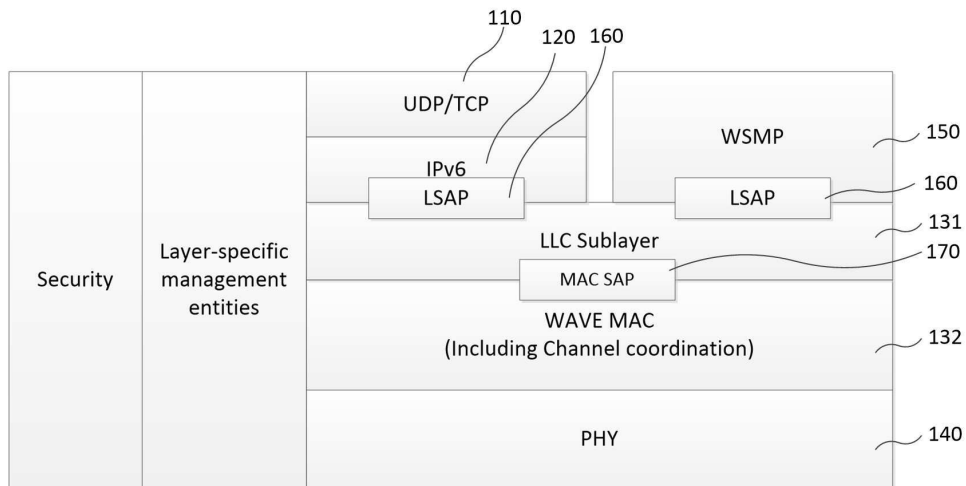 110
120
160
UDP/TCP
IPv6
LSAP
WSMP
150
LSAP
160
131
LLC Sublayer
170
MAC SAP
Security
Layer-specific
management
entities
WAVE MAC
(Including Channel coordination)
132
PHY
140